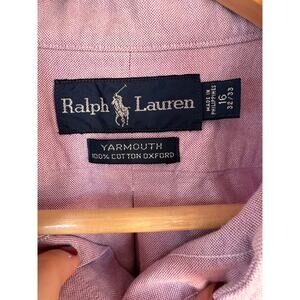 Ralph Lauren
MADE IN
PHILIPPINES
16
32/33
YARMOUTH
100% COTTON OXFORD